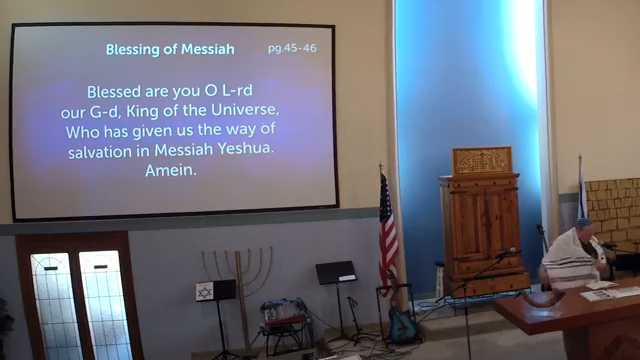 Blessing of Messiah
pg.45-46
Blessed are you O L-rd
our G-d, King of the Universe,
Who has given us the way of
salvation in Messiah Yeshua.
Amein.